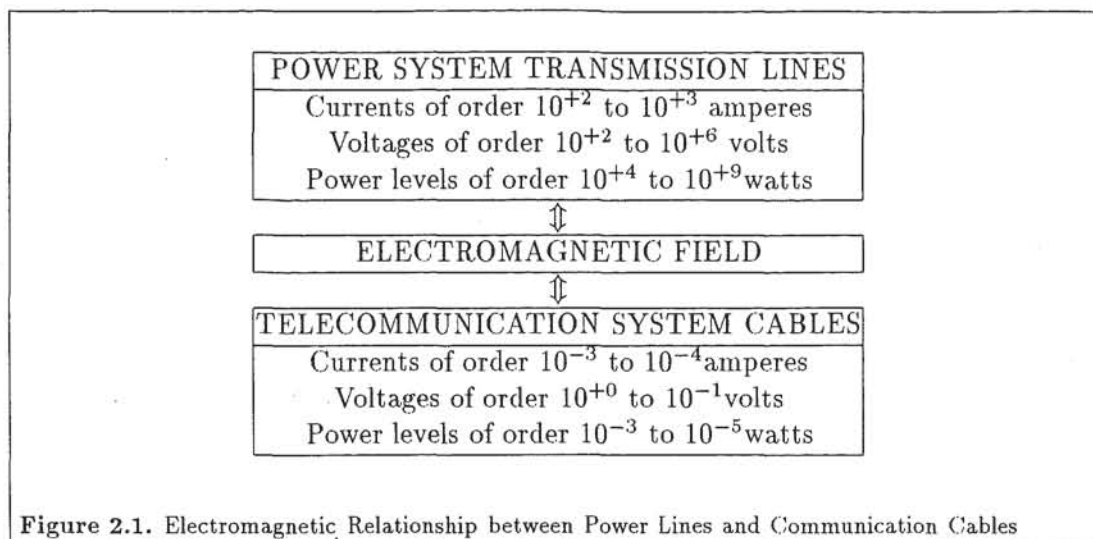 POWER SYSTEM TRANSMISSION LINES
Currents of order 10⁺² to 10⁺³ amperes
Voltages of order 10⁺² to 10⁺⁶ volts
Power levels of order 10⁺⁴ to 10⁺⁹watts
⇕
ELECTROMAGNETIC FIELD
⇕
TELECOMMUNICATION SYSTEM CABLES
Currents of order 10⁻³ to 10⁻⁴amperes
Voltages of order 10⁺⁰ to 10⁻¹volts
Power levels of order 10⁻³ to 10⁻⁵watts
Figure 2.1. Electromagnetic Relationship between Power Lines and Communication Cables